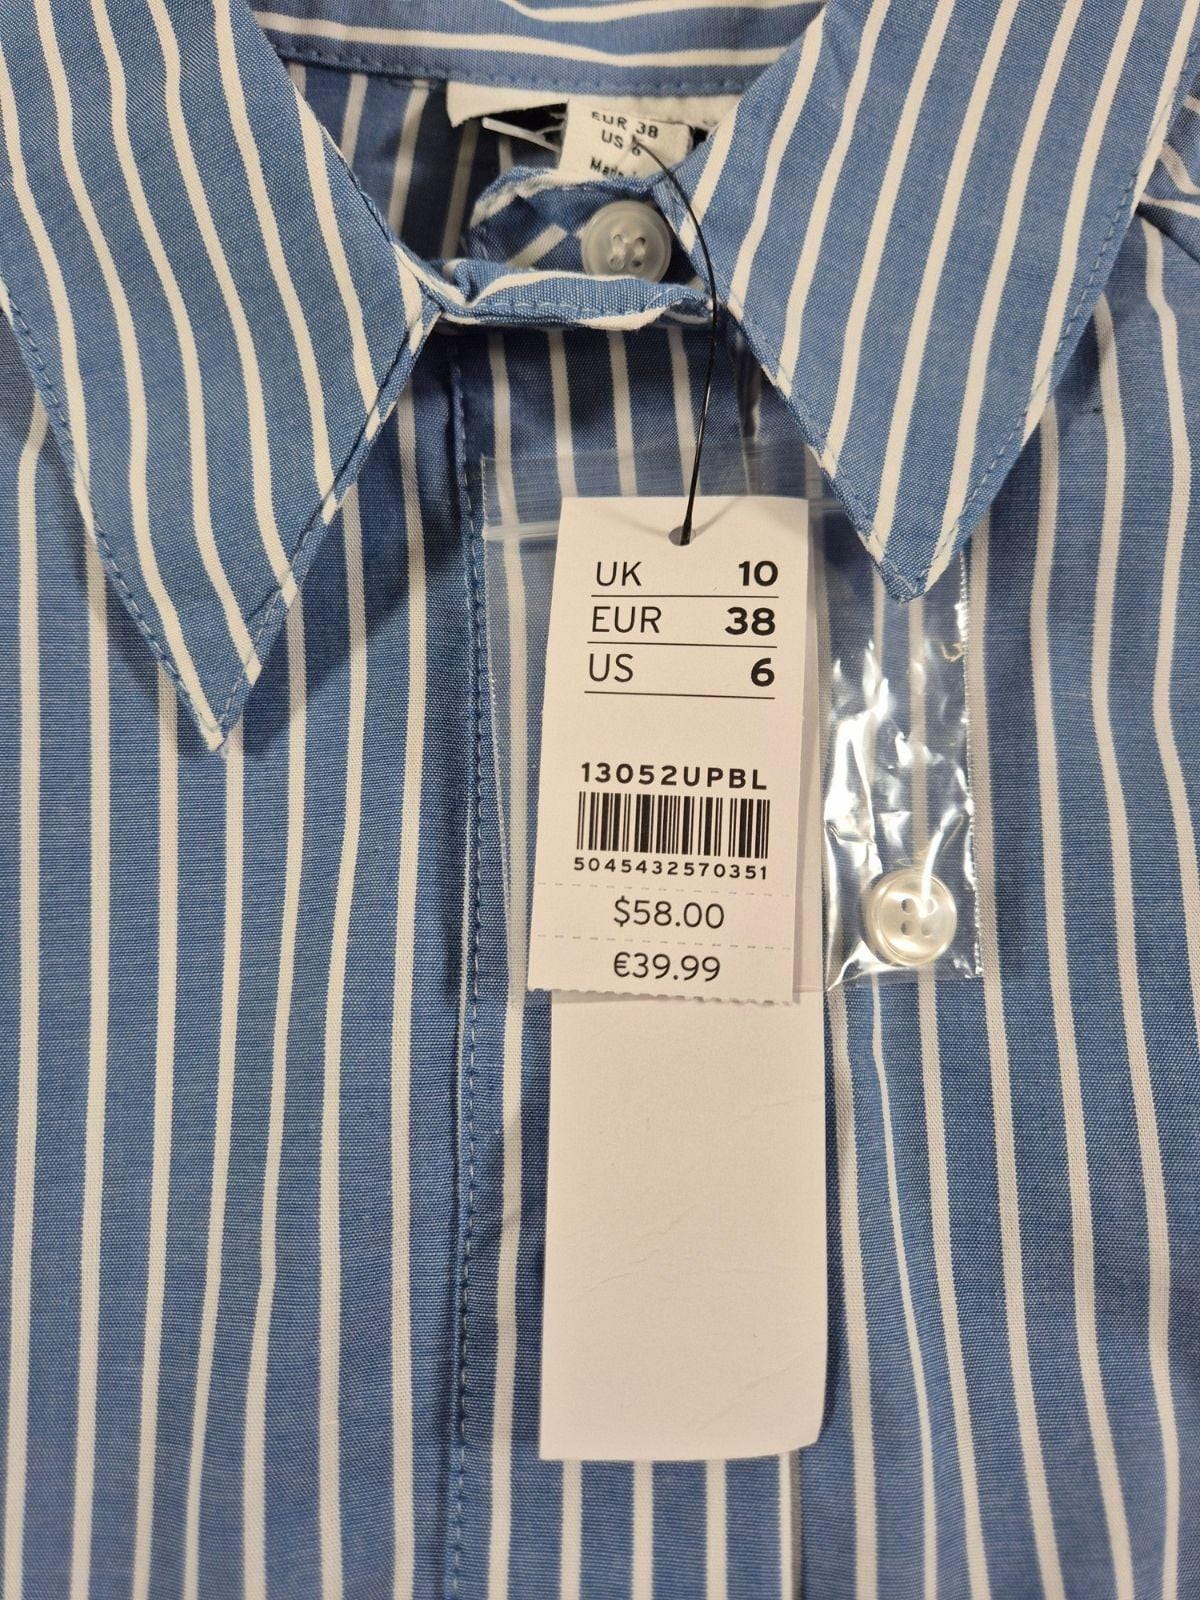 EUR 38
US 6
UK 10
EUR 38
US 6
13052UPBL
5045432570351
$58.00
€39.99